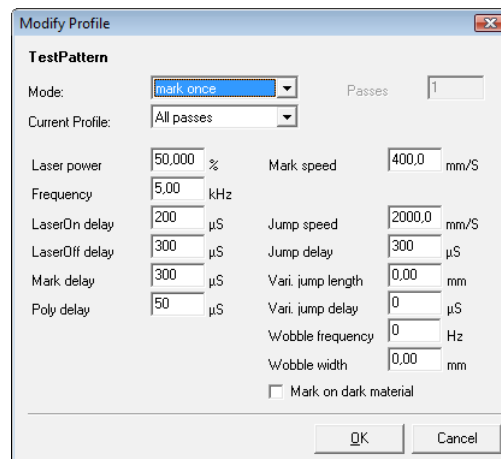 Modify Profile
TestPattern
Mode: mark once Passes 1
Current Profile: All passes
Laser power 50,000 % Mark speed 400,0 mm/S
Frequency 5,00 kHz
LaserOn delay 200 µS Jump speed 2000,0 mm/S
LaserOff delay 300 µS Jump delay 300 µS
Mark delay 300 µS Vari. jump length 0,00 mm
Poly delay 50 µS Vari. jump delay 0 µS
Wobble frequency 0 Hz
Wobble width 0,00 mm
Mark on dark material
OK Cancel